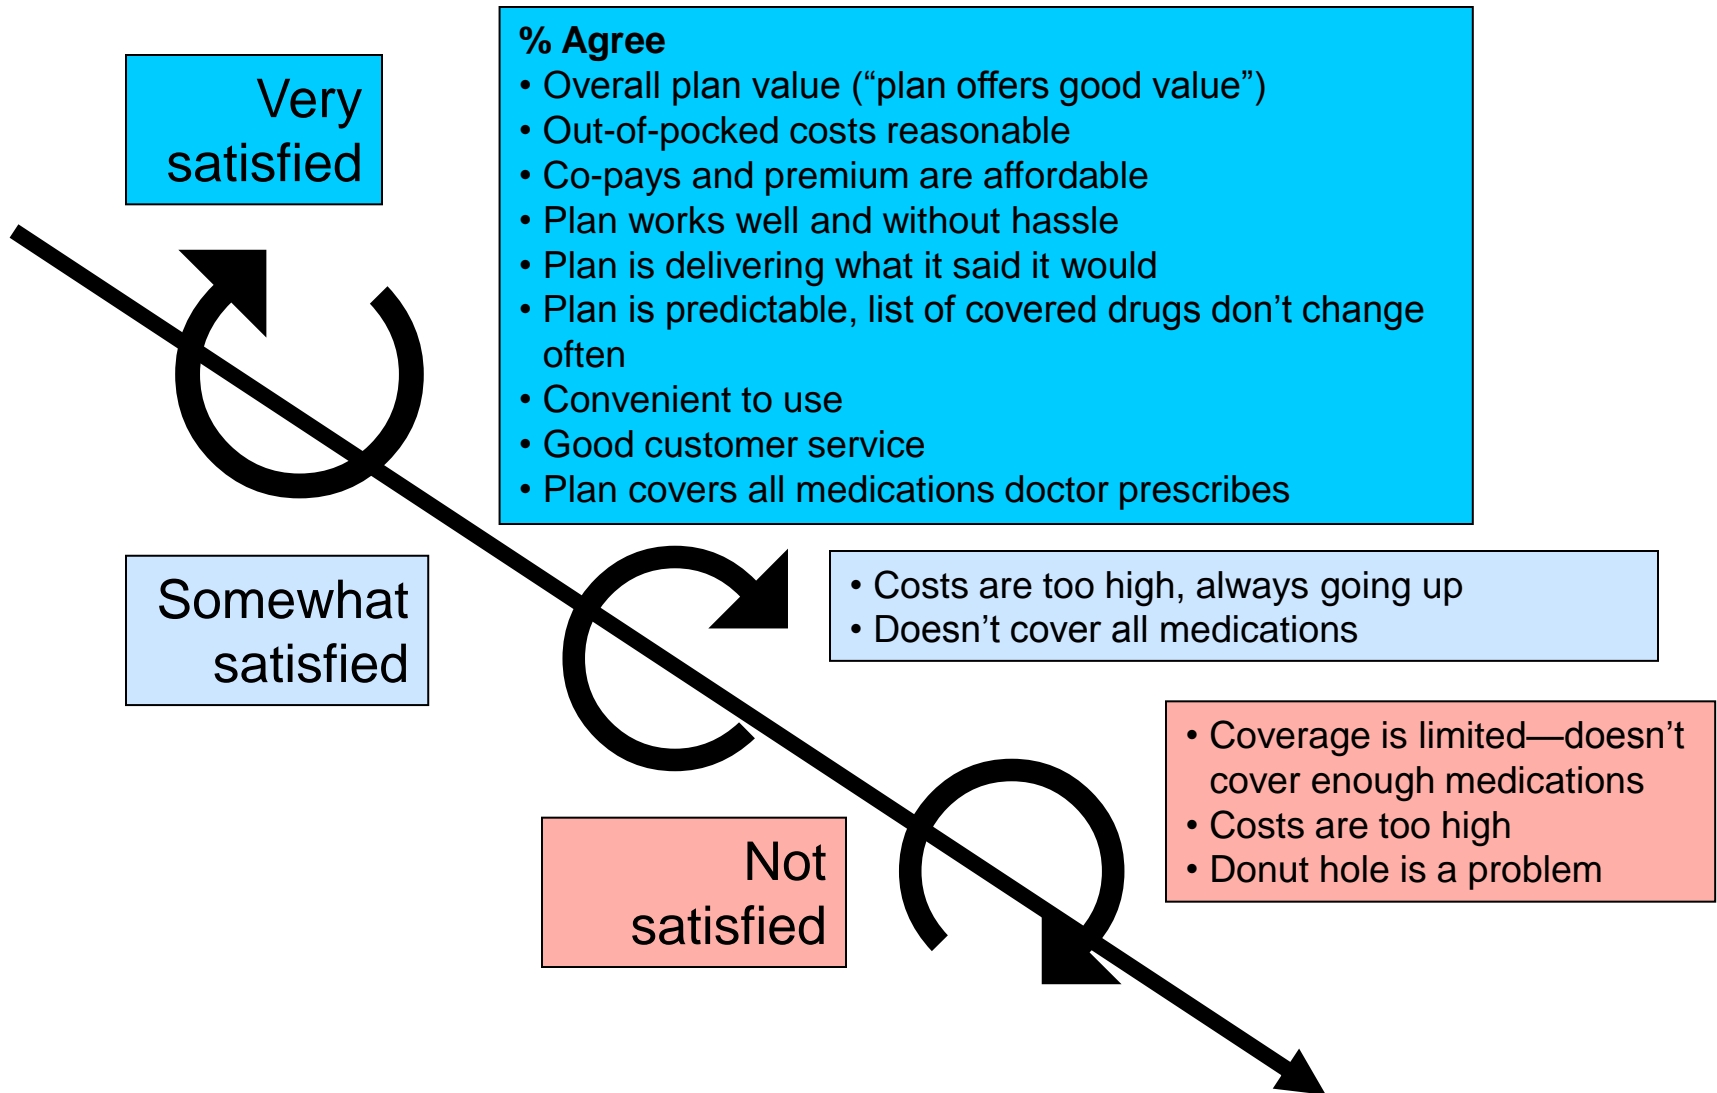 Very
satisfied
% Agree
• Overall plan value (“plan offers good value”)
• Out-of-pocked costs reasonable
• Co-pays and premium are affordable
• Plan works well and without hassle
• Plan is delivering what it said it would
• Plan is predictable, list of covered drugs don’t change
often
• Convenient to use
• Good customer service
• Plan covers all medications doctor prescribes
Somewhat
satisfied
• Costs are too high, always going up
• Doesn’t cover all medications
Not
satisfied
• Coverage is limited—doesn’t
cover enough medications
• Costs are too high
• Donut hole is a problem